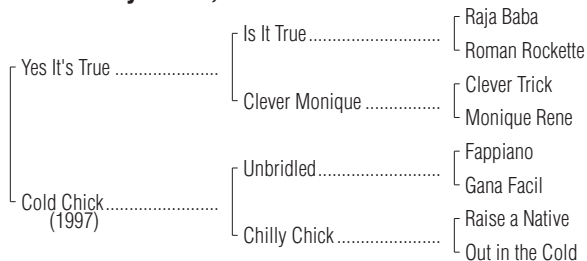 Raja Baba
Is It True
Roman Rockette
Yes It's True
Clever Trick
Clever Monique
Monique Rene
Fappiano
Unbridled
Gana Facil
Cold Chick
(1997)
Raise a Native
Chilly Chick
Out in the Cold